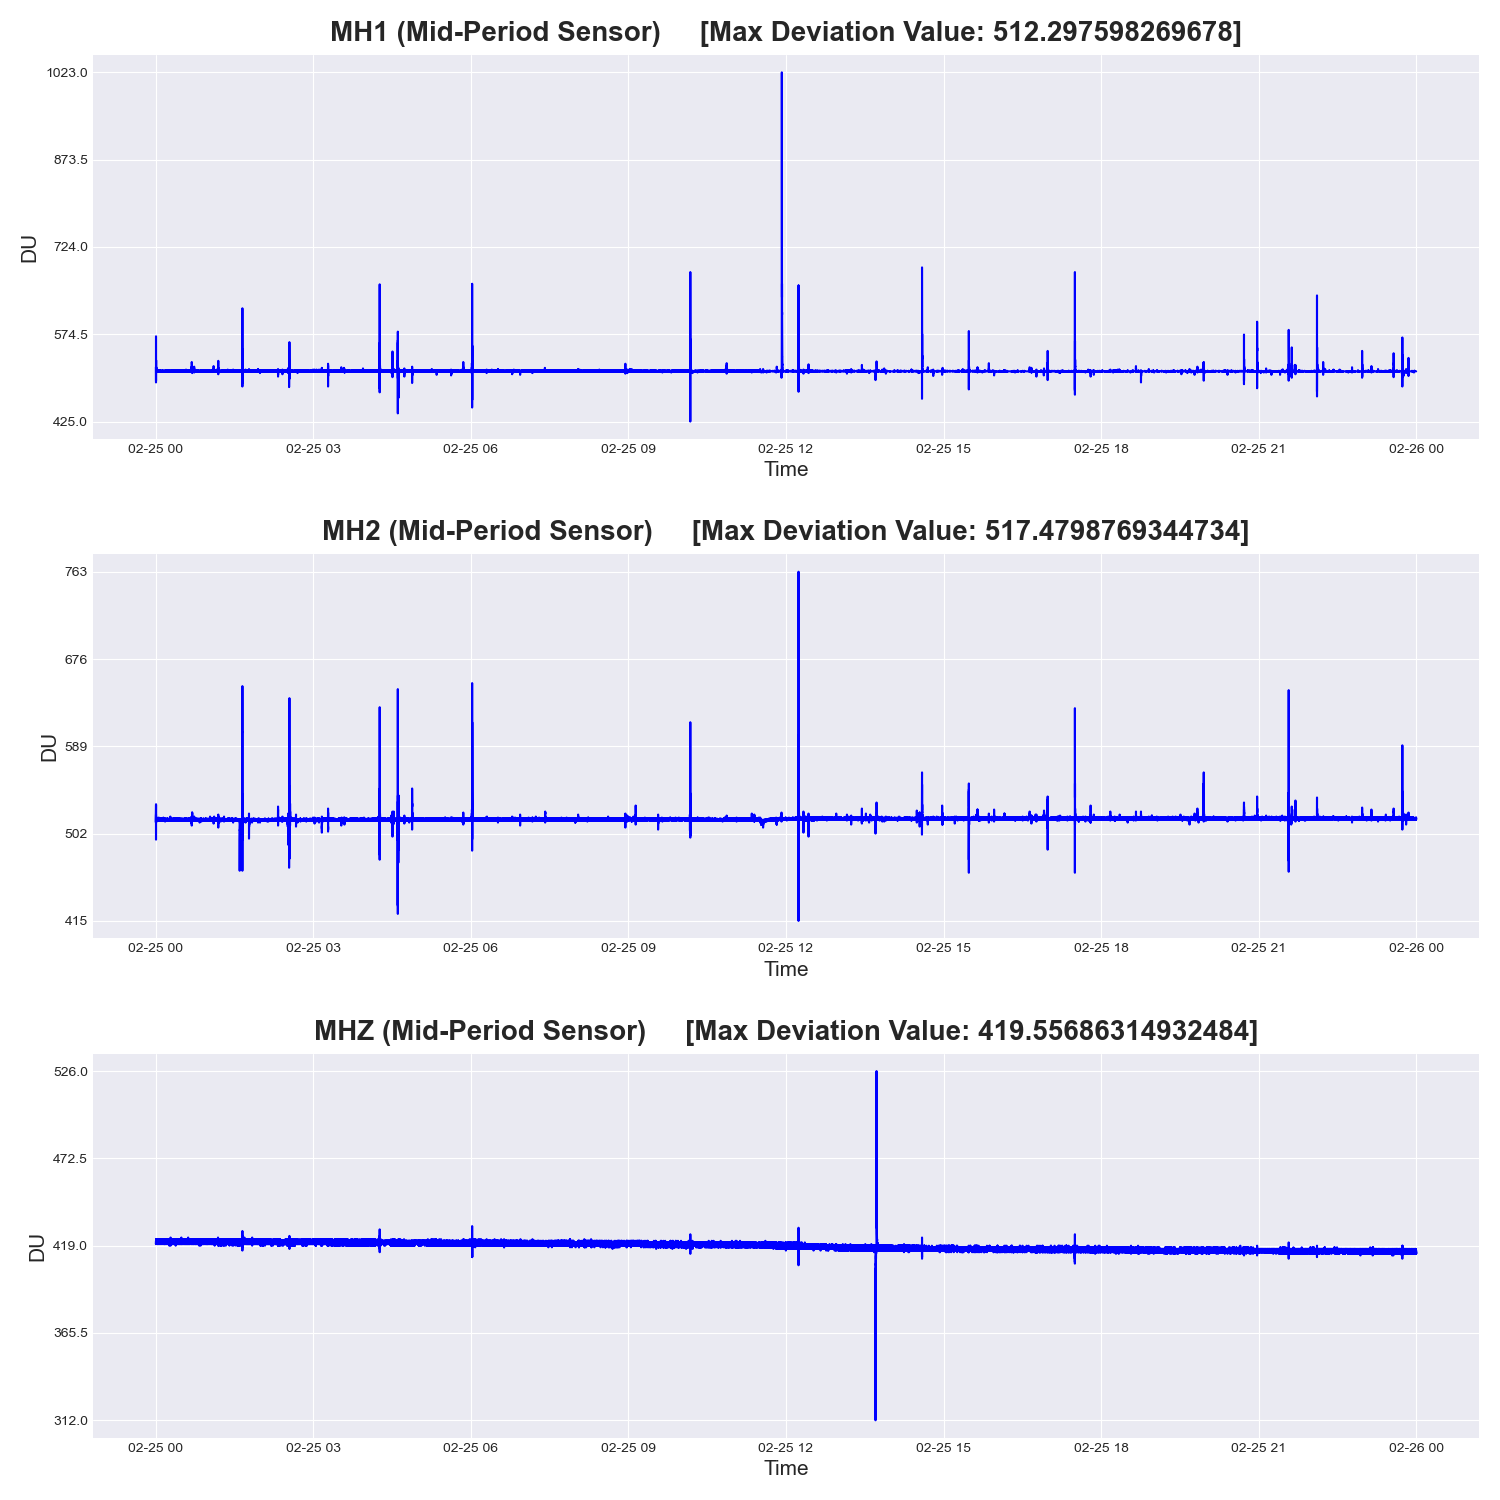 MH1 (Mid-Period Sensor) [Max Deviation Value: 512.297598269678]
1023.0
873.5
724.0
574.5
425.0
DU
02-25 00 02-25 03 02-25 06 02-25 09 02-25 12 02-25 15 02-25 18 02-25 21 02-26 00
Time
MH2 (Mid-Period Sensor) [Max Deviation Value: 517.4798769344734]
763
676
589
502
415
DU
02-25 00 02-25 03 02-25 06 02-25 09 02-25 12 02-25 15 02-25 18 02-25 21 02-26 00
Time
MHZ (Mid-Period Sensor) [Max Deviation Value: 419.55686314932484]
526.0
472.5
419.0
365.5
312.0
DU
02-25 00 02-25 03 02-25 06 02-25 09 02-25 12 02-25 15 02-25 18 02-25 21 02-26 00
Time